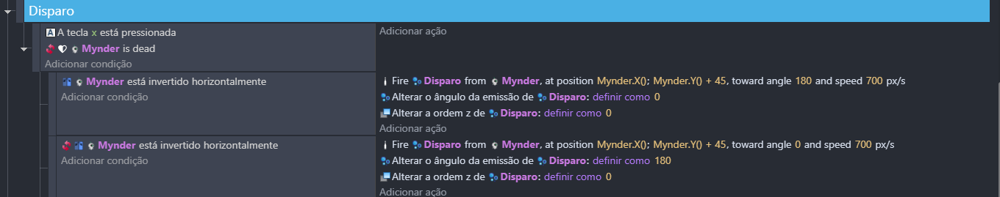 Disparo
A tecla x está pressionada
Adicionar ação
Mynder is dead
Adicionar condição
Mynder está invertido horizontalmente
Adicionar condição
Fire Disparo from Mynder, at position Mynder.X(); Mynder.Y() + 45, toward angle 180 and speed 700 px/s
Alterar o ângulo da emissão de Disparo: definir como 0
Alterar a ordem z de Disparo: definir como 0
Adicionar ação
Mynder está invertido horizontalmente
Adicionar condição
Fire Disparo from Mynder, at position Mynder.X(); Mynder.Y() + 45, toward angle 0 and speed 700 px/s
Alterar o ângulo da emissão de Disparo: definir como 180
Alterar a ordem z de Disparo: definir como 0
Adicionar ação